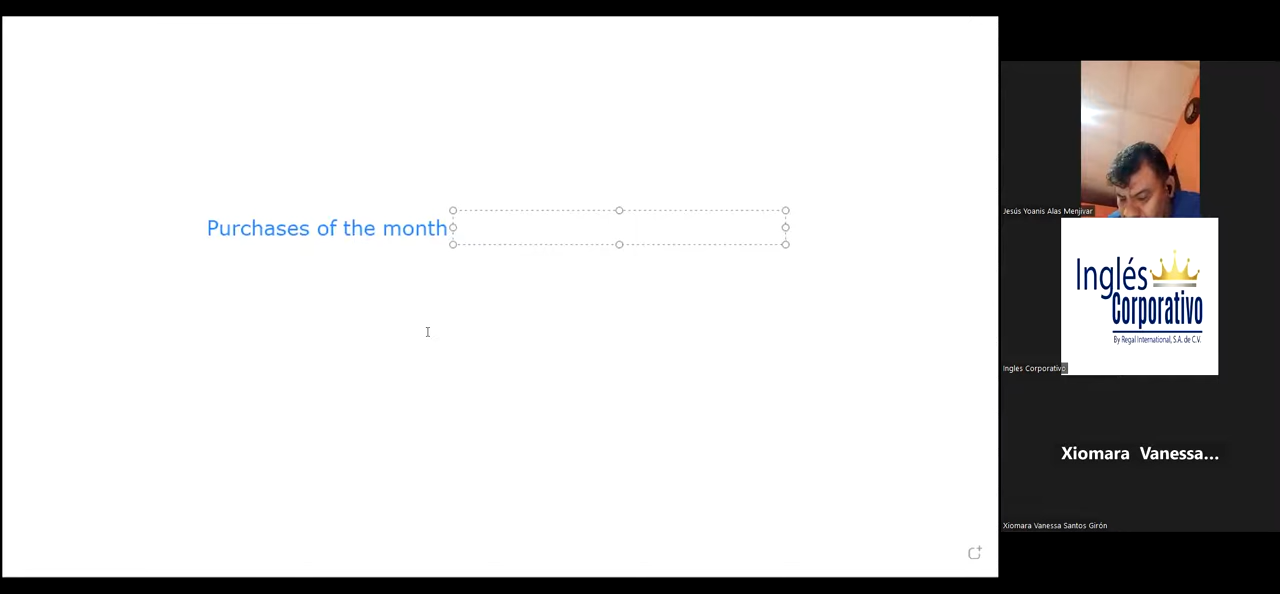 Purchases of the month
Jesús Yoanis Alas Menjivar
Inglés
Corporativo
By Regal International, S.A. de C.V.
Ingles Corporativo
Xiomara Vanessa...
Xiomara Vanessa Santos Girón